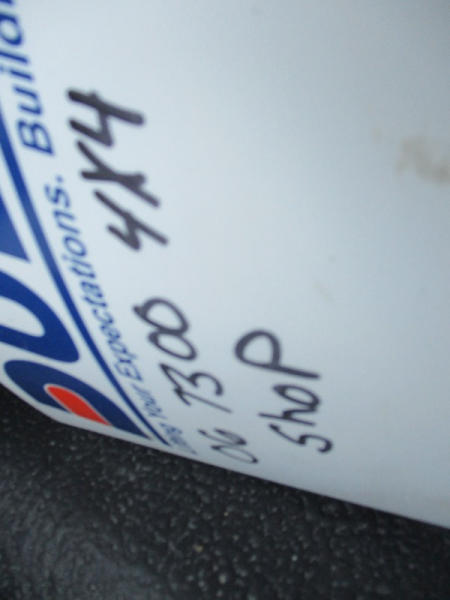 Your Expectations. Build
06 7300 4X4
ShoP